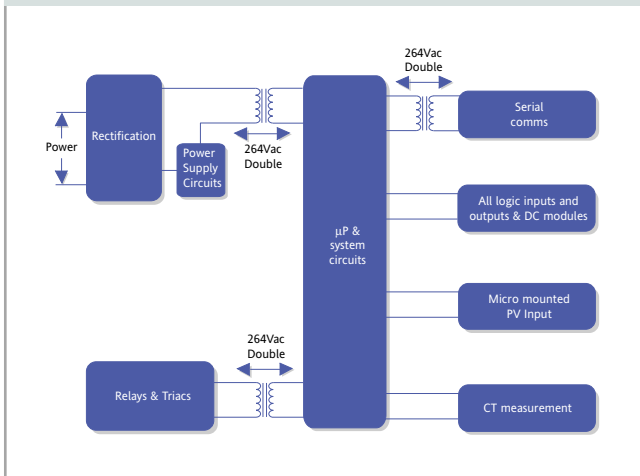 264Vac
Double
Power
Rectification
Power
Supply
Circuits
264Vac
Double
µP &
system
circuits
Serial
comms
All logic inputs and
outputs & DC modules
Micro mounted
PV Input
264Vac
Double
Relays & Triacs
CT measurement